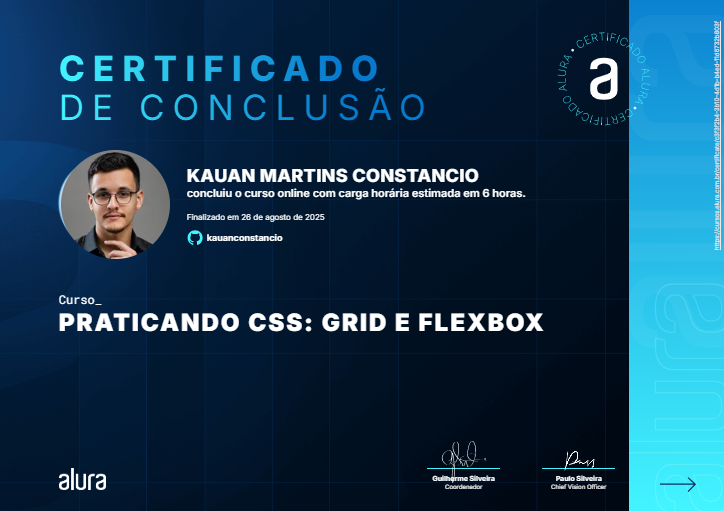 CERTIFICADO
DE CONCLUSÃO
CERTIFICADO ALURA • CERTIFICADO ALURA •
a
KAUAN MARTINS CONSTANCIO
concluiu o curso online com carga horária estimada em 6 horas.
Finalizado em 26 de agosto de 2025
kauanconstancio
Curso_
PRATICANDO CSS: GRID E FLEXBOX
alura
Guilherme Silveira
Coordenador
Paulo Silveira
Chief Vision Officer
alura